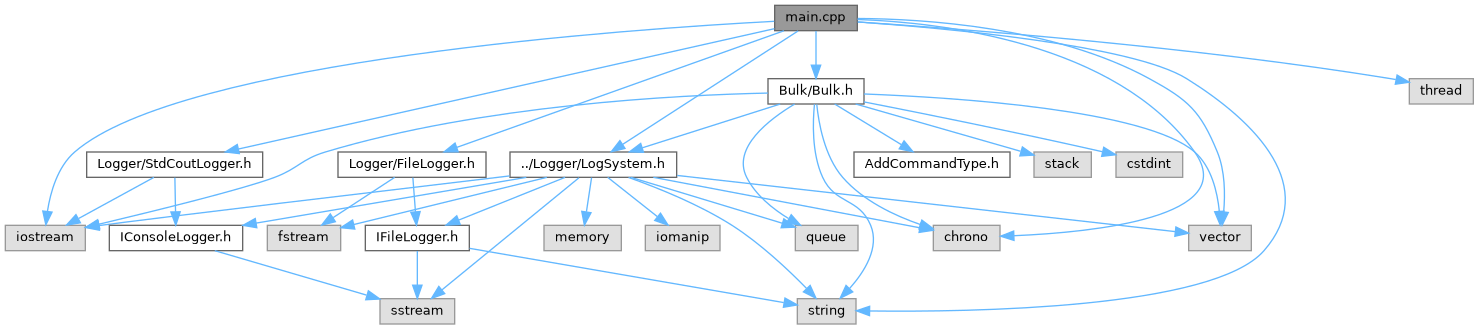 main.cpp
Bulk/Bulk.h
thread
Logger/StdCoutLogger.h
Logger/FileLogger.h
../Logger/LogSystem.h
AddCommandType.h
stack
cstdint
iostream
IConsoleLogger.h
fstream
IFileLogger.h
memory
iomanip
queue
chrono
vector
sstream
string